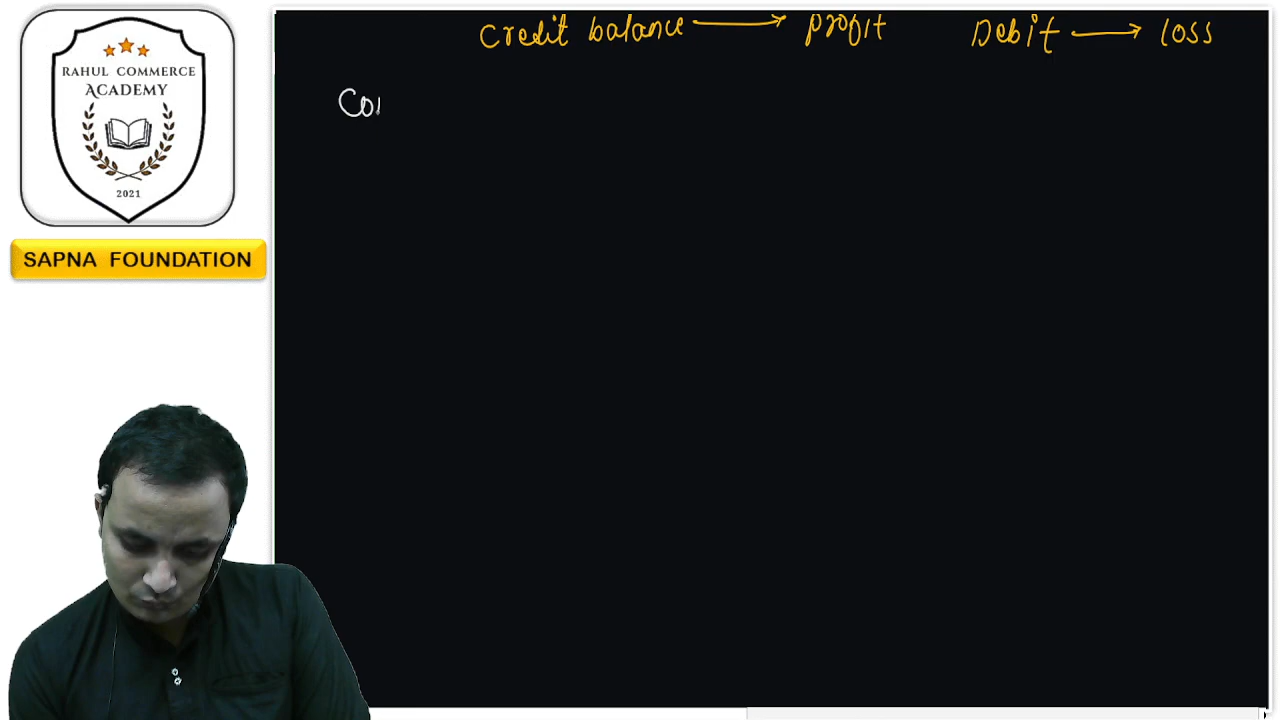 Credit balance → profit Debit → loss
RAHUL COMMERCE
ACADEMY
2021
SAPNA FOUNDATION